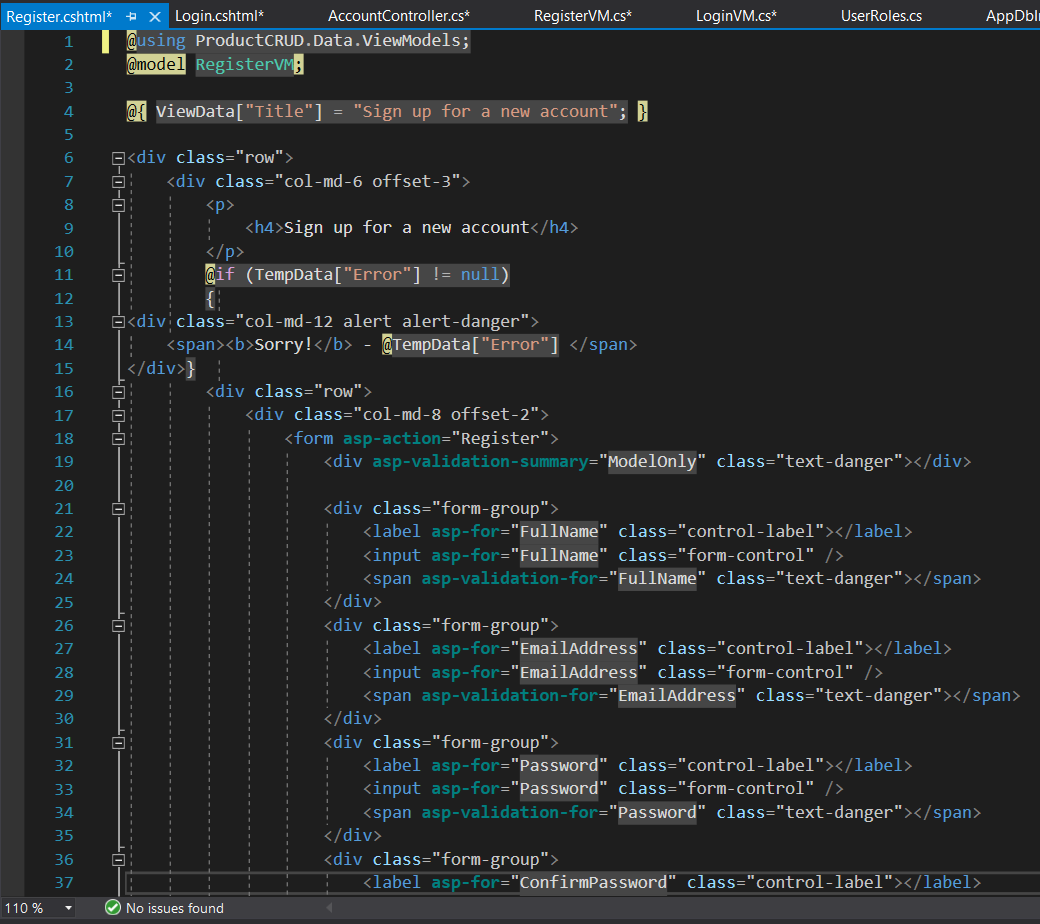 Register.cshtml* Login.cshtml* AccountController.cs* RegisterVM.cs* LoginVM.cs* UserRoles.cs AppDbIn
1 @using ProductCRUD.Data.ViewModels;
2 @model RegisterVM;
3
4 @{ ViewData["Title"] = "Sign up for a new account"; }
5
6 <div class="row">
7 <div class="col-md-6 offset-3">
8 <p>
9 <h4>Sign up for a new account</h4>
10 </p>
11 @if (TempData["Error"] != null)
12 {
13 <div class="col-md-12 alert alert-danger">
14 <span><b>Sorry!</b> - @TempData["Error"] </span>
15 </div>}
16 <div class="row">
17 <div class="col-md-8 offset-2">
18 <form asp-action="Register">
19 <div asp-validation-summary="ModelOnly" class="text-danger"></div>
20
21 <div class="form-group">
22 <label asp-for="FullName" class="control-label"></label>
23 <input asp-for="FullName" class="form-control" />
24 <span asp-validation-for="FullName" class="text-danger"></span>
25 </div>
26 <div class="form-group">
27 <label asp-for="EmailAddress" class="control-label"></label>
28 <input asp-for="EmailAddress" class="form-control" />
29 <span asp-validation-for="EmailAddress" class="text-danger"></span>
30 </div>
31 <div class="form-group">
32 <label asp-for="Password" class="control-label"></label>
33 <input asp-for="Password" class="form-control" />
34 <span asp-validation-for="Password" class="text-danger"></span>
35 </div>
36 <div class="form-group">
37 <label asp-for="ConfirmPassword" class="control-label"></label>
110 % No issues found